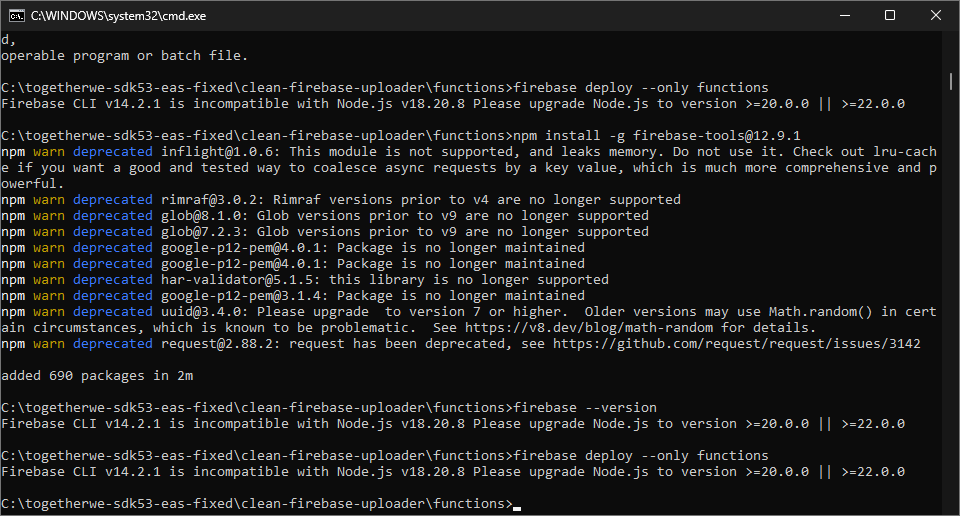 C:\WINDOWS\system32\cmd.exe
d,
operable program or batch file.
C:\togetherwe-sdk53-eas-fixed\clean-firebase-uploader\functions>firebase deploy --only functions
Firebase CLI v14.2.1 is incompatible with Node.js v18.20.8 Please upgrade Node.js to version >=20.0.0 || >=22.0.0
C:\togetherwe-sdk53-eas-fixed\clean-firebase-uploader\functions>npm install -g firebase-tools@12.9.1
npm warn deprecated inflight@1.0.6: This module is not supported, and leaks memory. Do not use it. Check out lru-cach
e if you want a good and tested way to coalesce async requests by a key value, which is much more comprehensive and p
owerful.
npm warn deprecated rimraf@3.0.2: Rimraf versions prior to v4 are no longer supported
npm warn deprecated glob@8.1.0: Glob versions prior to v9 are no longer supported
npm warn deprecated glob@7.2.3: Glob versions prior to v9 are no longer supported
npm warn deprecated google-p12-pem@4.0.1: Package is no longer maintained
npm warn deprecated google-p12-pem@4.0.1: Package is no longer maintained
npm warn deprecated har-validator@5.1.5: this library is no longer supported
npm warn deprecated google-p12-pem@3.1.4: Package is no longer maintained
npm warn deprecated uuid@3.4.0: Please upgrade  to version 7 or higher.  Older versions may use Math.random() in cert
ain circumstances, which is known to be problematic.  See https://v8.dev/blog/math-random for details.
npm warn deprecated request@2.88.2: request has been deprecated, see https://github.com/request/request/issues/3142
added 690 packages in 2m
C:\togetherwe-sdk53-eas-fixed\clean-firebase-uploader\functions>firebase --version
Firebase CLI v14.2.1 is incompatible with Node.js v18.20.8 Please upgrade Node.js to version >=20.0.0 || >=22.0.0
C:\togetherwe-sdk53-eas-fixed\clean-firebase-uploader\functions>firebase deploy --only functions
Firebase CLI v14.2.1 is incompatible with Node.js v18.20.8 Please upgrade Node.js to version >=20.0.0 || >=22.0.0
C:\togetherwe-sdk53-eas-fixed\clean-firebase-uploader\functions>